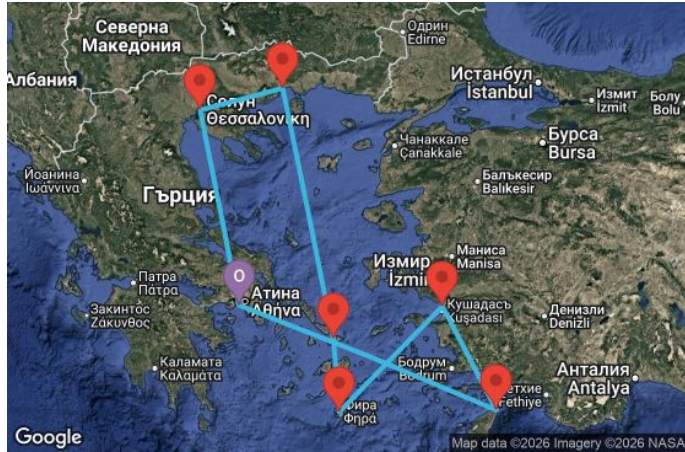 Северна
Македония
Одрин
Edirne
Албания
Истанбул
İstanbul
Измит
İzmit
Болу
Bolu
Солун
Θεσσαλονίκη
Чанаккале
Çanakkale
Бурса
Bursa
Йоанина
Ιωάννινα
Балъкесир
Balıkesir
Гърция
Маниса
Manisa
Измир
İzmir
О
Патра
Πάτρα
Атина
Αθήνα
Закинтос
Ζάκυνθος
Кушадасъ
Kuşadası
Денизли
Denizli
Каламата
Καλαμάτα
Бодрум
Bodrum
Анталия
Antalya
Фетхие
Fethiye
Фира
Φηρά
Google
Map data ©2026 Imagery ©2026 NASA